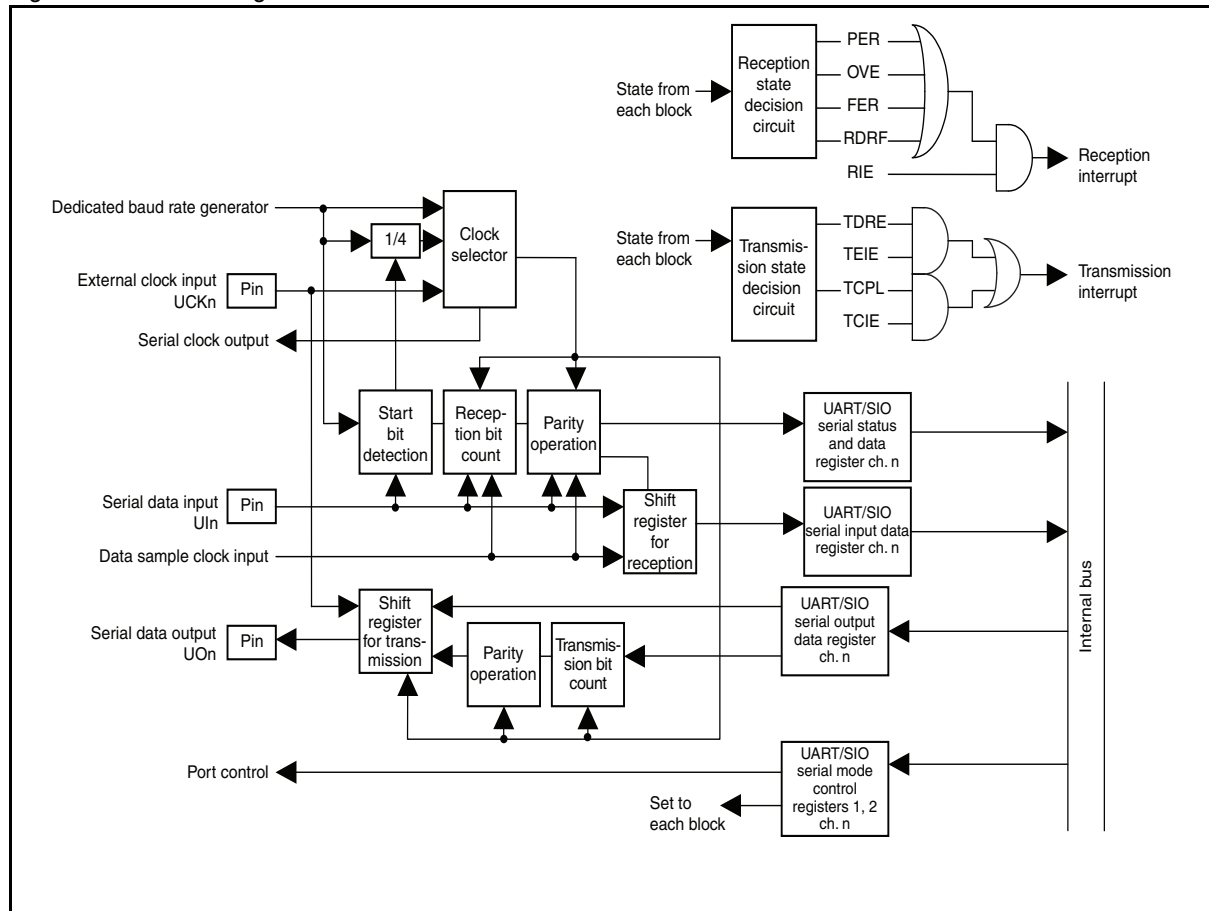 PER
Reception
state
decision
circuit
OVE
State from
each block
FER
RDRF
RIE
Reception
interrupt
Dedicated baud rate generator
Clock
selector
1/4
State from
each block
Transmis-
sion state
decision
circuit
TDRE
TEIE
TCPL
TCIE
Transmission
interrupt
External clock input
UCKn
Pin
Serial clock output
Start
bit
detection
Recep-
tion bit
count
Parity
operation
UART/SIO
serial status
and data
register ch. n
Serial data input
UIn
Pin
Shift
register
for
reception
UART/SIO
serial input data
register ch. n
Data sample clock input
Internal bus
Serial data output
UOn
Pin
Shift
register
for trans-
mission
Parity
operation
Transmis-
sion bit
count
UART/SIO
serial output
data register
ch. n
Port control
UART/SIO
serial mode
control
registers 1, 2
ch. n
Set to
each block